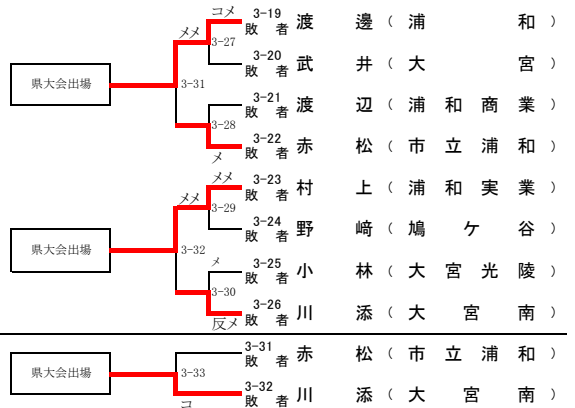 コメ 3-19 敗者 渡邊（浦和）
メメ 3-27
3-20 敗者 武井（大宮）
県大会出場 3-31
3-21 敗者 渡辺（浦和商業）
3-28
3-22 敗者 赤松（市立浦和）
メ
メメ 3-23 敗者 村上（浦和実業）
メメ 3-29
3-24 敗者 野﨑（鳩ケ谷）
県大会出場 3-32
メ 3-25 敗者 小林（大宮光陵）
3-30
3-26 敗者 川添（大宮南）
反メ
3-31 敗者 赤松（市立浦和）
県大会出場 3-33
3-32 敗者 川添（大宮南）
コ